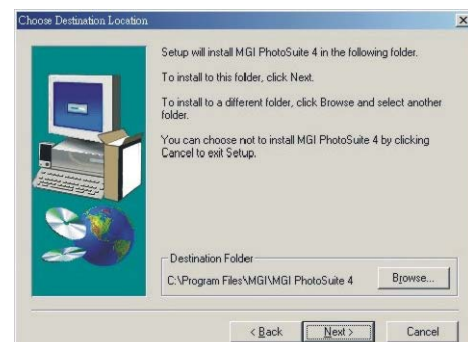 Choose Destination Location
Setup will install MGI PhotoSuite 4 in the following folder.
To install to this folder, click Next.
To install to a different folder, click Browse and select another
folder.
You can choose not to install MGI PhotoSuite 4 by clicking
Cancel to exit Setup.
Destination Folder
C:\Program Files\MGI\MGI PhotoSuite 4
Browse...
< Back
Next >
Cancel